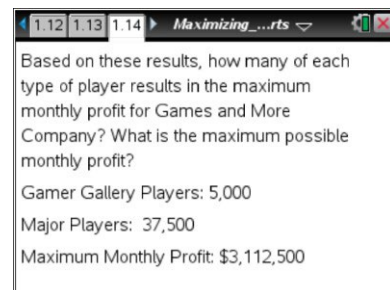 1.12 1.13 1.14 Maximizing_...rts
Based on these results, how many of each
type of player results in the maximum
monthly profit for Games and More
Company? What is the maximum possible
monthly profit?
Gamer Gallery Players: 5,000
Major Players: 37,500
Maximum Monthly Profit: $3,112,500